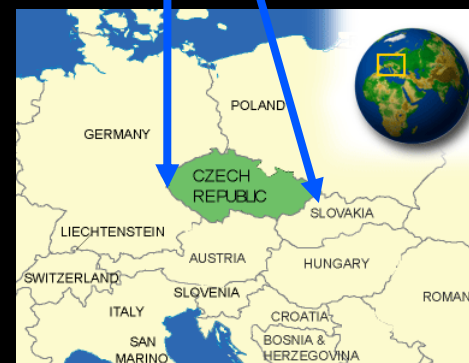 POLAND
GERMANY
CZECH
REPUBLIC
SLOVAKIA
LIECHTENSTEIN
AUSTRIA
HUNGARY
SWITZERLAND
SLOVENIA
ROMAN
ITALY
CROATIA
SAN
MARINO
BOSNIA &
HERZEGOVINA